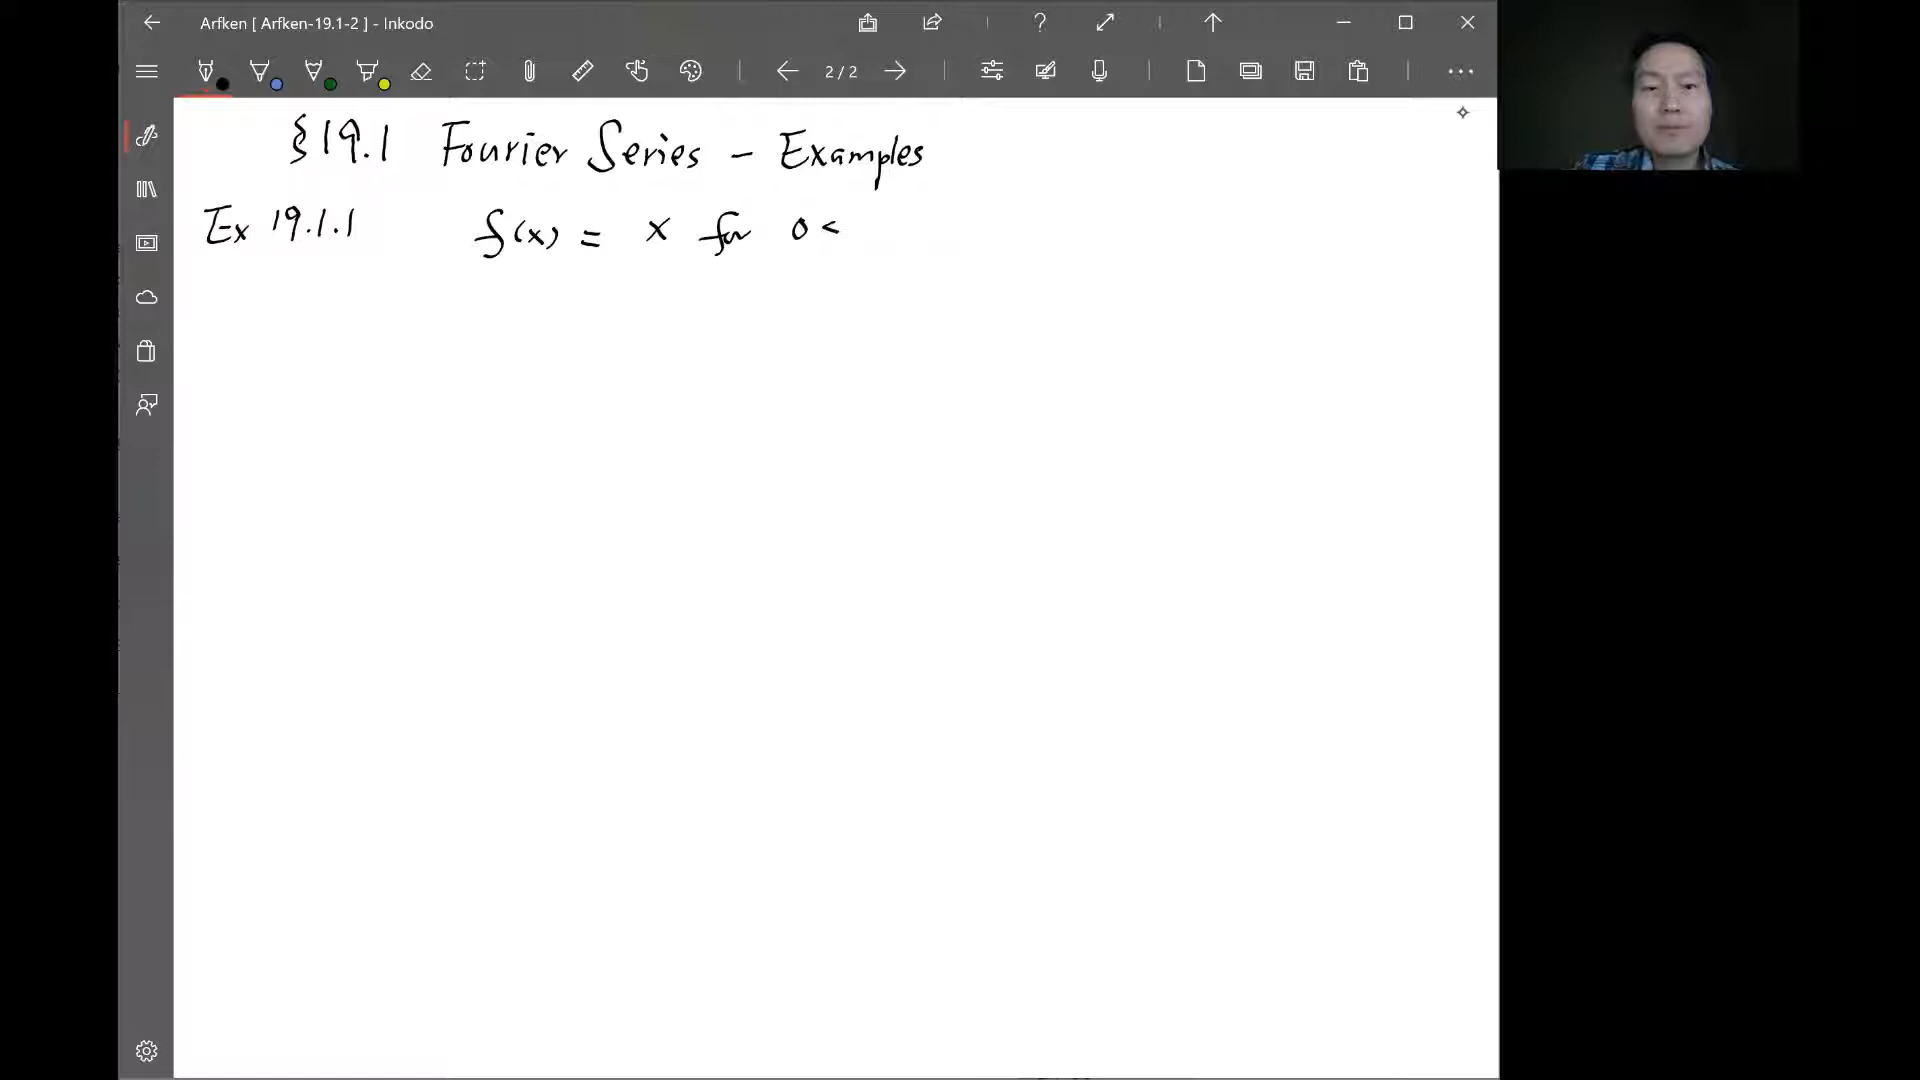 Arfken [ Arfken-19.1-2 ] - Inkodo
2 / 2
§19.1 Fourier Series - Examples
Ex 19.1.1 f(x) = x for 0 <